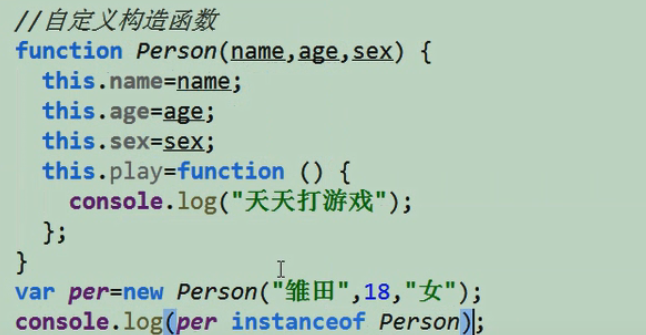 //自定义构造函数
function Person(name,age,sex) {
  this.name=name;
  this.age=age;
  this.sex=sex;
  this.play=function () {
    console.log("天天打游戏");
  };
}
var per=new Person("雏田",18,"女");
console.log(per instanceof Person);